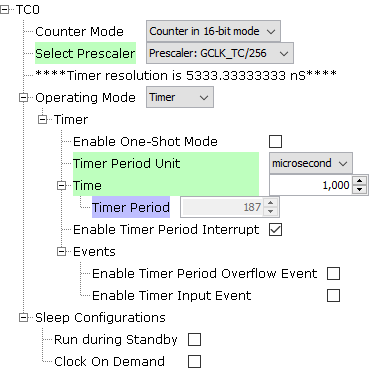 TC0
Counter Mode Counter in 16-bit mode
Select Prescaler Prescaler: GCLK_TC/256
****Timer resolution is 5333.33333333 nS****
Operating Mode Timer
Timer
Enable One-Shot Mode
Timer Period Unit microsecond
Time 1,000
Timer Period 187
Enable Timer Period Interrupt
Events
Enable Timer Period Overflow Event
Enable Timer Input Event
Sleep Configurations
Run during Standby
Clock On Demand